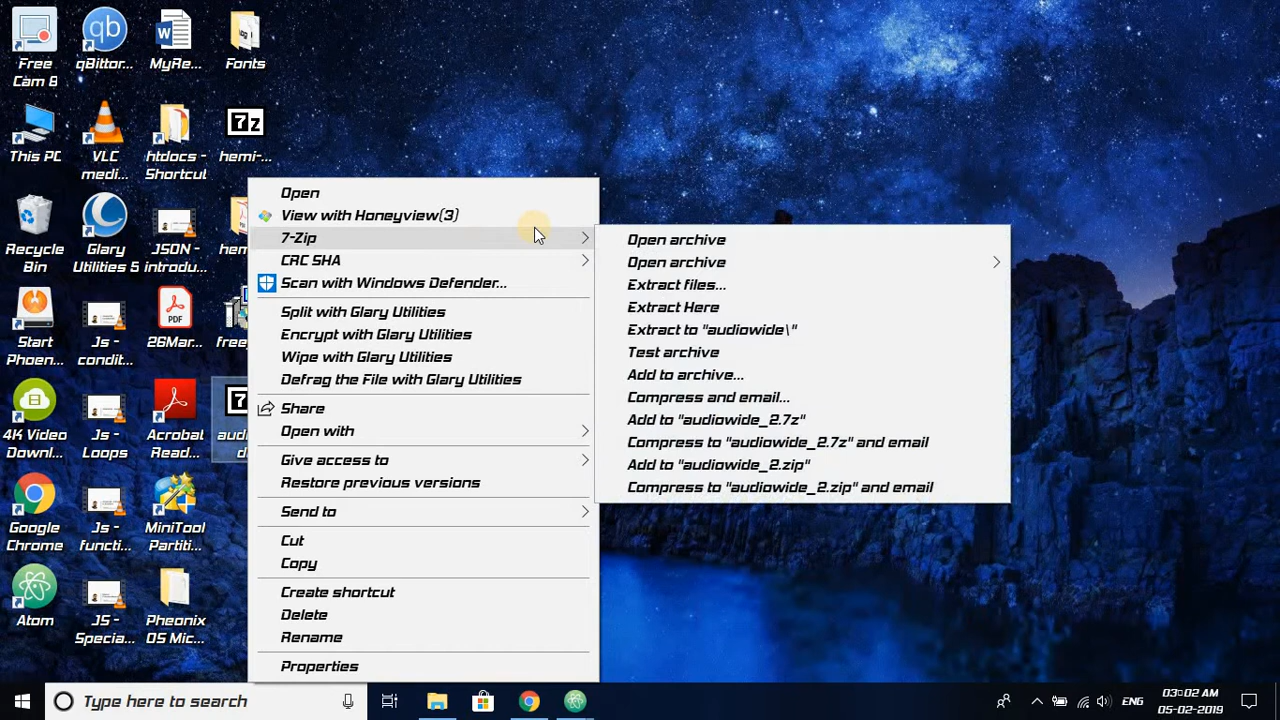 Free
Cam 8
qBittor...
MyRe...
Fonts
This PC
VLC
medi...
htdocs -
Shortcut
7z
hemi-...
Recycle
Bin
Glary
Utilities 5
JSON -
introdu...
hem
Start
Phoen...
Js -
condit...
PDF
26Mar...
free
4K Video
Downl...
Js -
Loops
Acrobat
Read...
7
aud
Google
Chrome
Js -
functi...
MiniTool
Partiti...
Atom
JS -
Specia...
Pheonix
OS Mic...
Open
View with Honeyview(3)
7-Zip
CRC SHA
Scan with Windows Defender...
Split with Glary Utilities
Encrypt with Glary Utilities
Wipe with Glary Utilities
Defrag the File with Glary Utilities
Share
Open with
Give access to
Restore previous versions
Send to
Cut
Copy
Create shortcut
Delete
Rename
Properties
Open archive
Open archive
Extract files...
Extract Here
Extract to "audiowide\"
Test archive
Add to archive...
Compress and email...
Add to "audiowide_2.7z"
Compress to "audiowide_2.7z" and email
Add to "audiowide_2.zip"
Compress to "audiowide_2.zip" and email
Type here to search
ENG
03:02 AM
05-02-2019